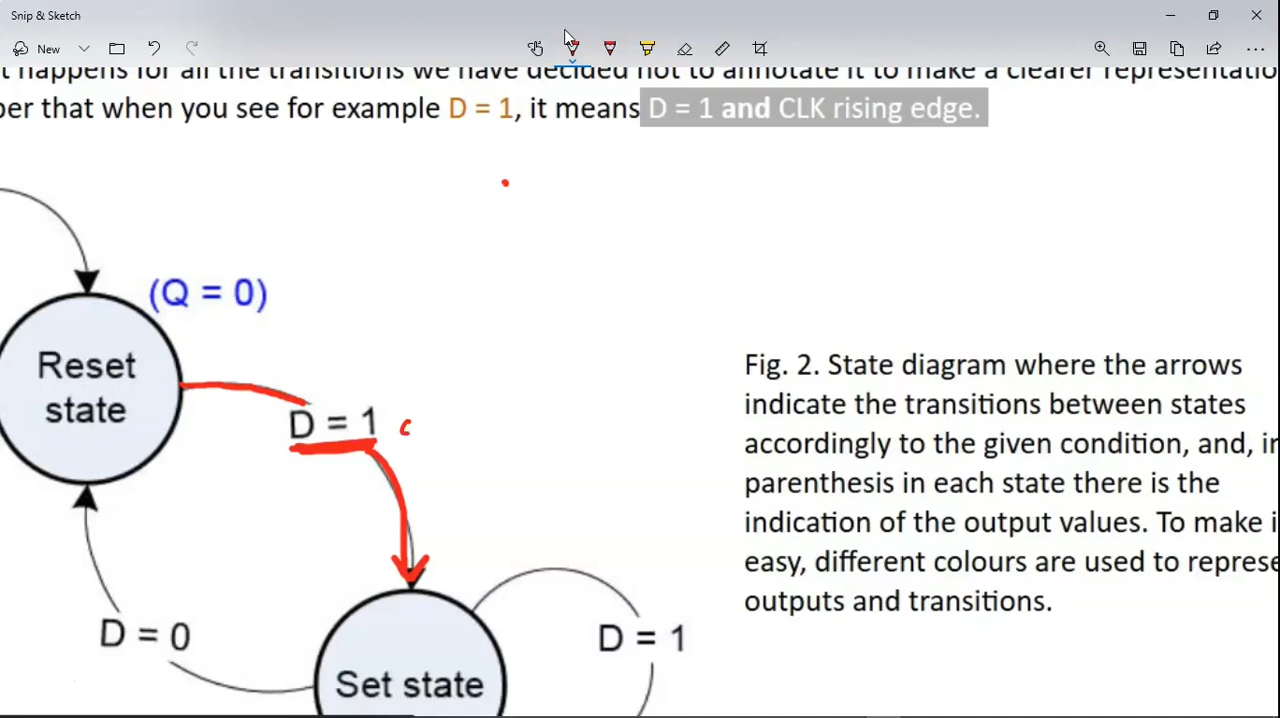 Snip & Sketch
New
t happens for all the transitions we have decided not to annotate it to make a clearer representatio
per that when you see for example D = 1, it means D = 1 and CLK rising edge.
(Q = 0)
Reset
state
D = 1 c
Fig. 2. State diagram where the arrows
indicate the transitions between states
accordingly to the given condition, and, in
parenthesis in each state there is the
indication of the output values. To make i
easy, different colours are used to represe
outputs and transitions.
D = 0
D = 1
Set state